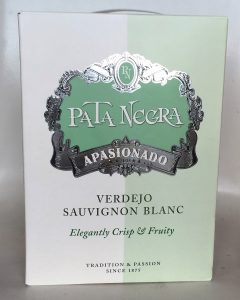 PATA NEGRA
APASIONADO
VERDEJO
SAUVIGNON BLANC
Elegantly Crisp & Fruity
TRADITION & PASSION
SINCE 1875